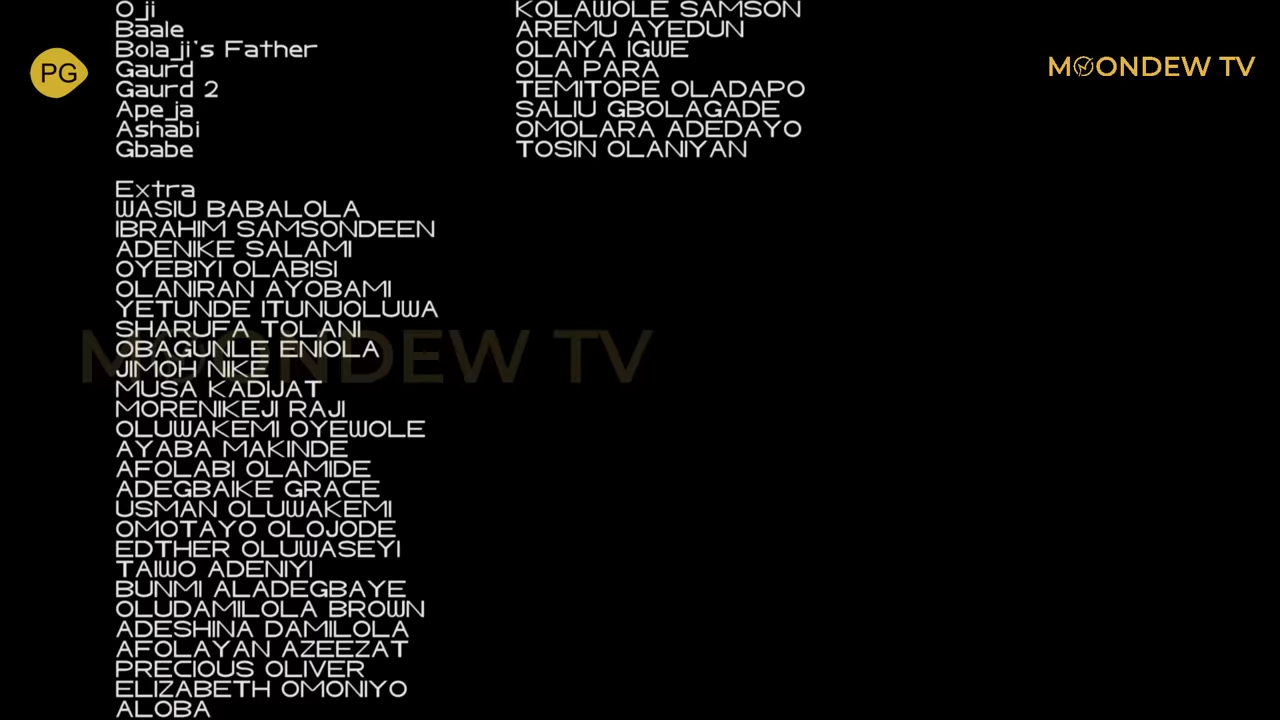 Oji KOLAWOLE SAMSON
Baale AREMU AYEDUN
Bolaji's Father OLAIYA IGWE
Gaurd OLA PARA
Gaurd 2 TEMITOPE OLADAPO
Apeja SALIU GBOLAGADE
Ashabi OMOLARA ADEDAYO
Gbabe TOSIN OLANIYAN
PG
MOONDEW TV
Extra
WASIU BABALOLA
IBRAHIM SAMSONDEEN
ADENIKE SALAMI
OYEBIYI OLABISI
OLANIRAN AYOBAMI
YETUNDE ITUNUOLUWA
SHARUFA TOLANI
OBAGUNLE ENIOLA
JIMOH NIKE
MUSA KADIJAT
MORENIKEJI RAJI
OLUWAKEMI OYEWOLE
AYABA MAKINDE
AFOLABI OLAMIDE
ADEGBAIKE GRACE
USMAN OLUWAKEMI
OMOTAYO OLOJODE
EDTHER OLUWASEYI
TAIWO ADENIYI
BUNMI ALADEGBAYE
OLUDAMILOLA BROWN
ADESHINA DAMILOLA
AFOLAYAN AZEEZAT
PRECIOUS OLIVER
ELIZABETH OMONIYO
ALOBA
MOONDEW TV